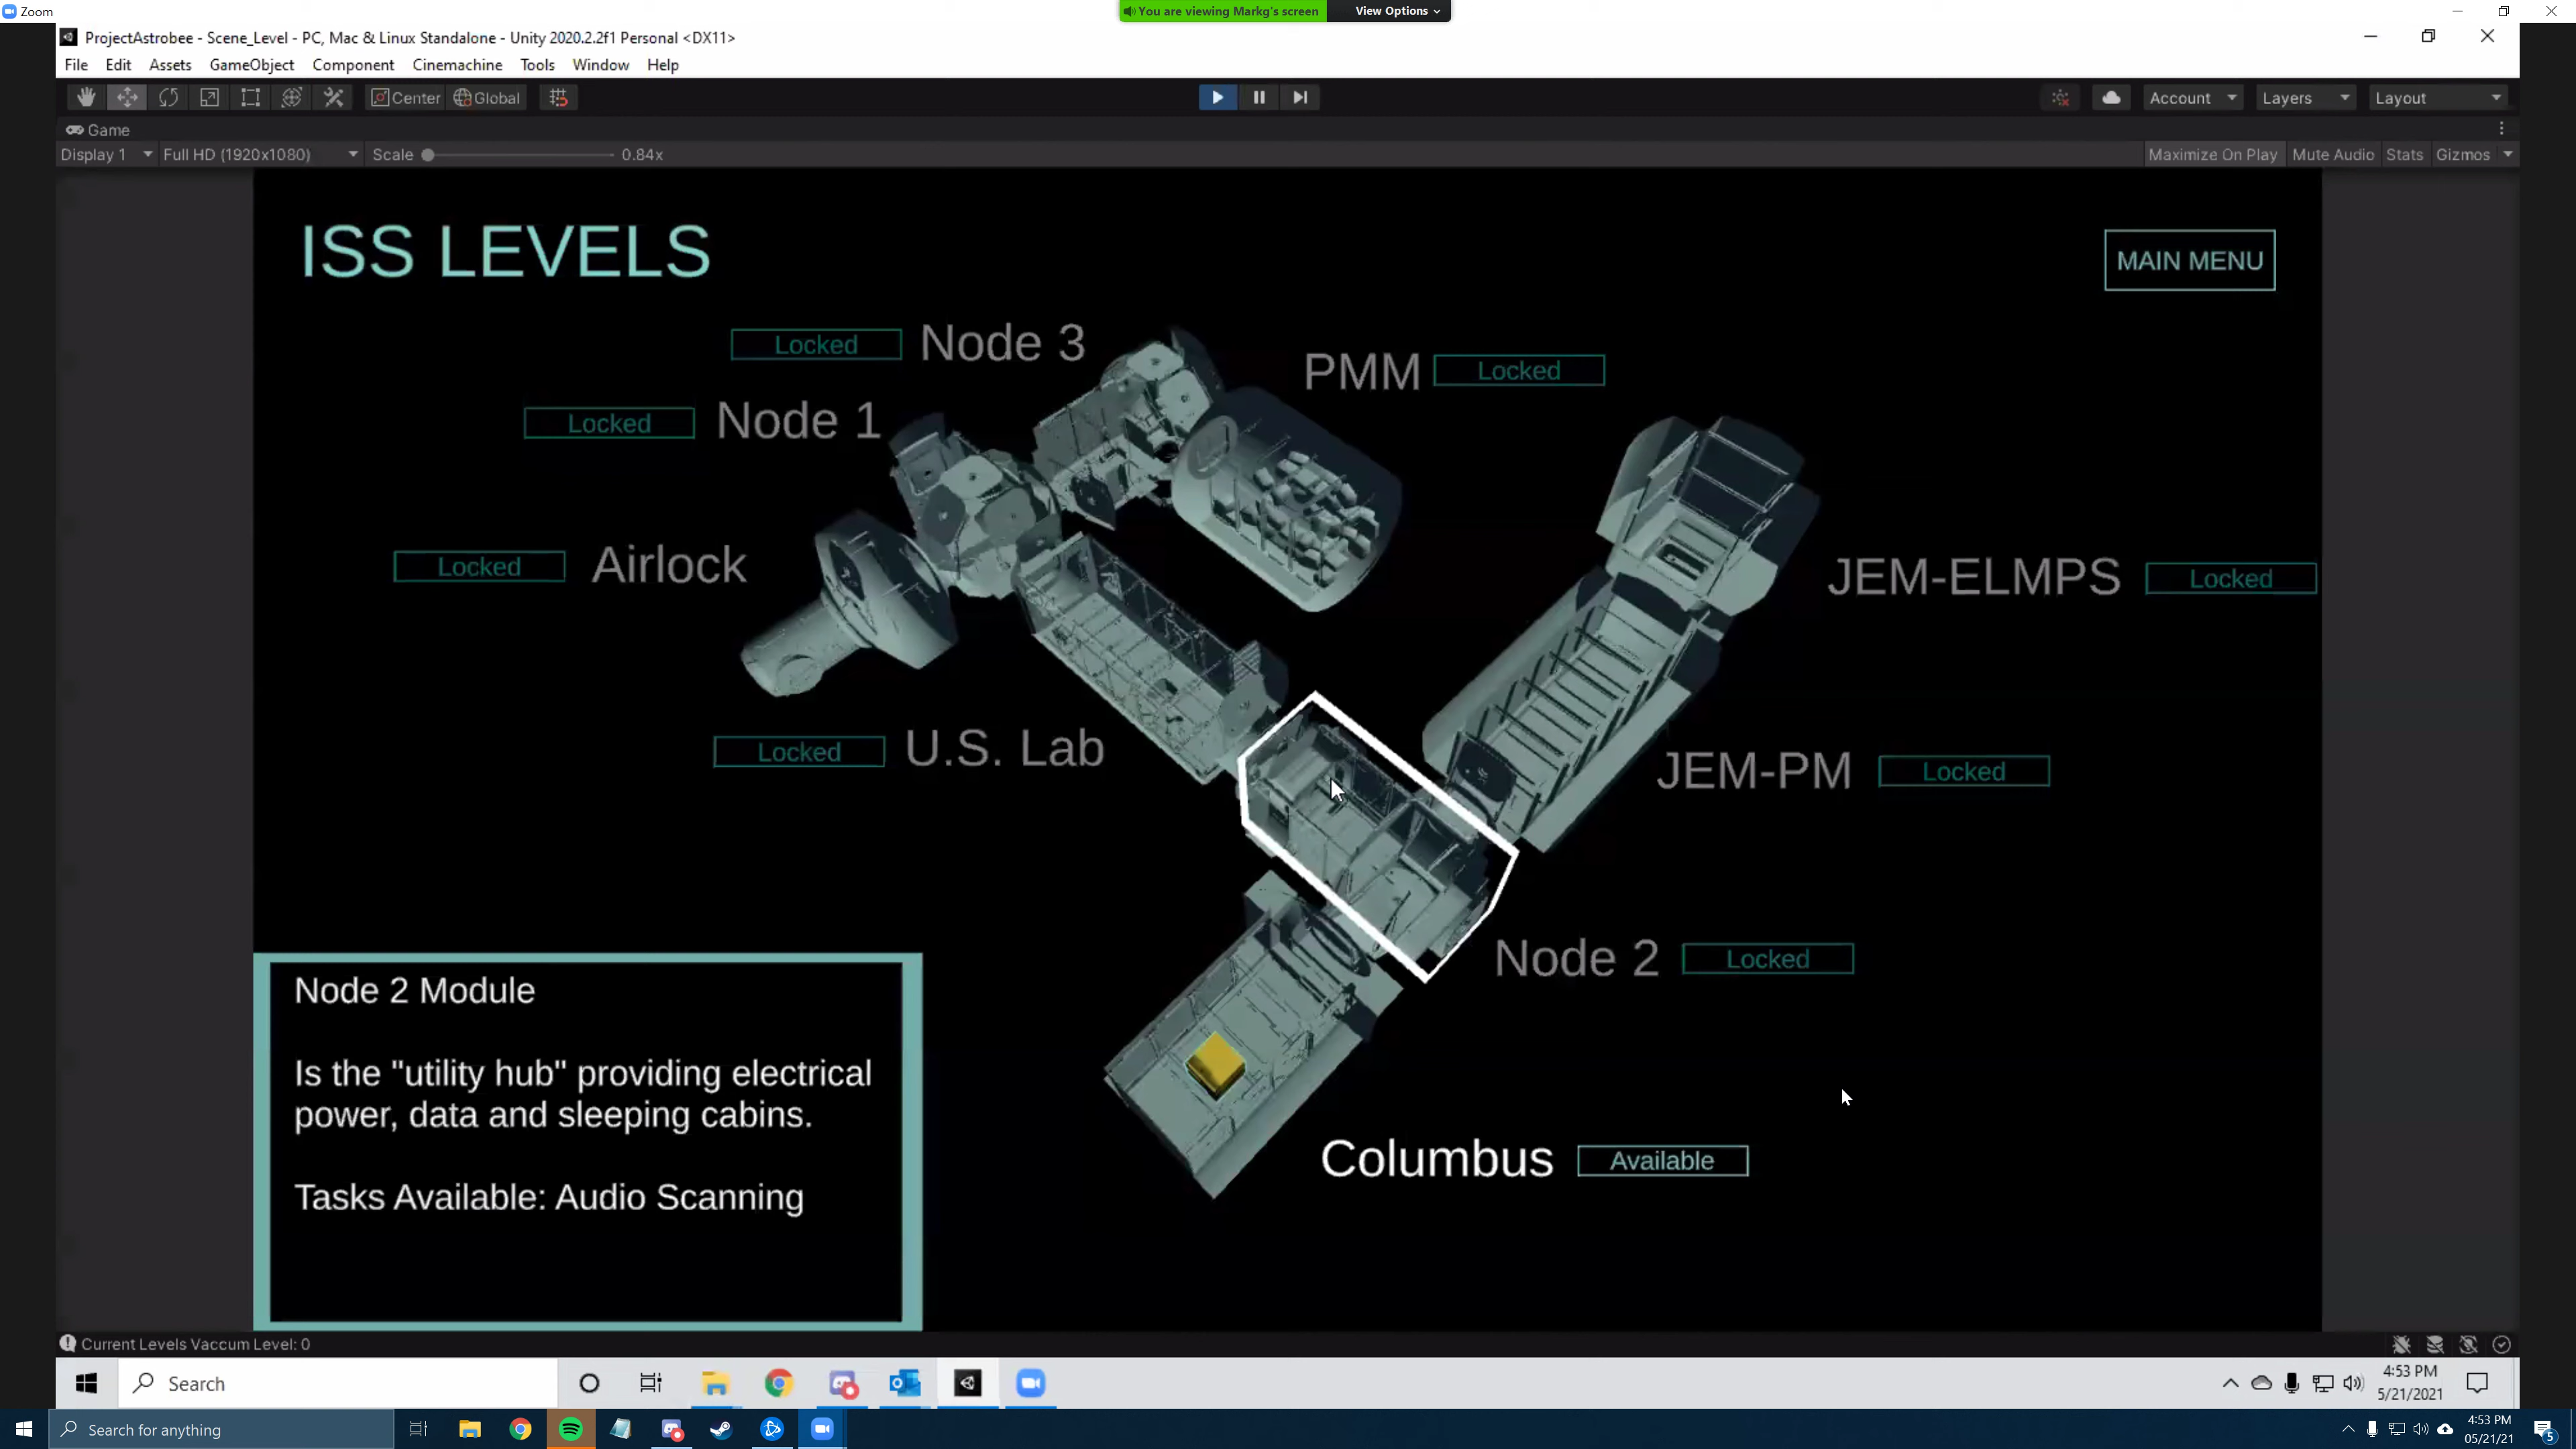 Zoom
You are viewing Markg's screen
View Options
ProjectAstrobee - Scene_Level - PC, Mac & Linux Standalone - Unity 2020.2.2f1 Personal <DX11>
File Edit Assets GameObject Component Cinemachine Tools Window Help
Center Global Account Layers Layout
Game
Display 1 Full HD (1920x1080) Scale 0.84x Maximize On Play Mute Audio Stats Gizmos
ISS LEVELS
MAIN MENU
Locked Node 3
PMM Locked
Locked Node 1
Locked Airlock
JEM-ELMPS Locked
Locked U.S. Lab
JEM-PM Locked
Node 2 Locked
Node 2 Module
Is the "utility hub" providing electrical
power, data and sleeping cabins.
Tasks Available: Audio Scanning
Columbus Available
Current Levels Vaccum Level: 0
Search
4:53 PM
5/21/2021
Search for anything
4:53 PM
05/21/21
5